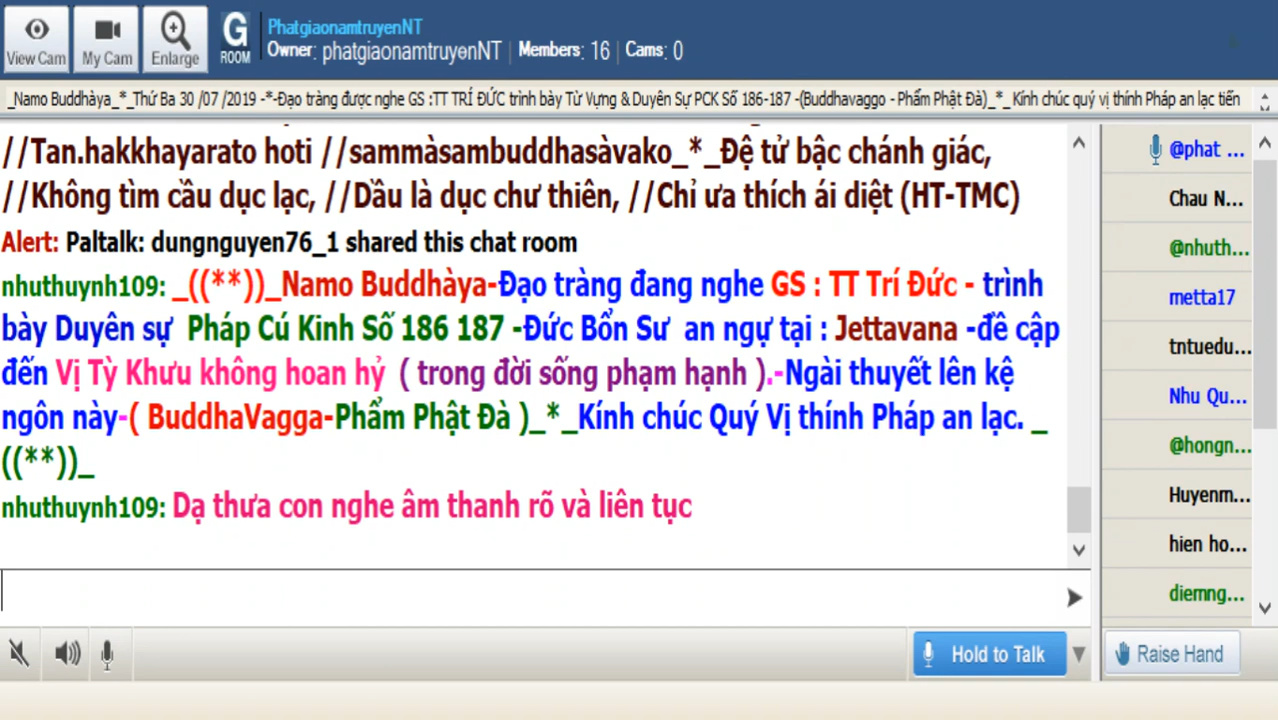 PhatgiaonamtruyenNT
View Cam
My Cam
Enlarge
G
ROOM
Owner: phatgiaonamtruyenNT | Members: 16 | Cams: 0
_Namo Buddhàya_*_Thứ Ba 30 /07 /2019 -*-Đạo tràng được nghe GS :TT TRÍ ĐỨC trình bày Từ Vựng & Duyên Sự PCK Số 186-187 -(Buddhavaggo - Phẩm Phật Đà)_*_ Kính chúc quý vị thính Pháp an lạc tiến
//Tan.hakkhayarato hoti //sammàsambuddhasàvako_*_Đệ tử bậc chánh giác,
//Không tìm cầu dục lạc, //Dầu là dục chư thiên, //Chỉ ưa thích ái diệt (HT-TMC)
Alert: Paltalk: dungnguyen76_1 shared this chat room
nhuthuynh109: _((**))_Namo Buddhàya-Đạo tràng đang nghe GS : TT Trí Đức - trình
bày Duyên sự Pháp Cú Kinh Số 186 187 -Đức Bổn Sư an ngự tại : Jettavana -đề cập
đến Vị Tỳ Khưu không hoan hỷ ( trong đời sống phạm hạnh ).-Ngài thuyết lên kệ
ngôn này-( BuddhaVagga-Phẩm Phật Đà )_*_Kính chúc Quý Vị thính Pháp an lạc. _
((**))_
nhuthuynh109: Dạ thưa con nghe âm thanh rõ và liên tục
@phat ...
Chau N...
@nhuth...
metta17
tntuedu...
Nhu Qu...
@hongn...
Huyenm...
hien ho...
diemng...
Hold to Talk
Raise Hand